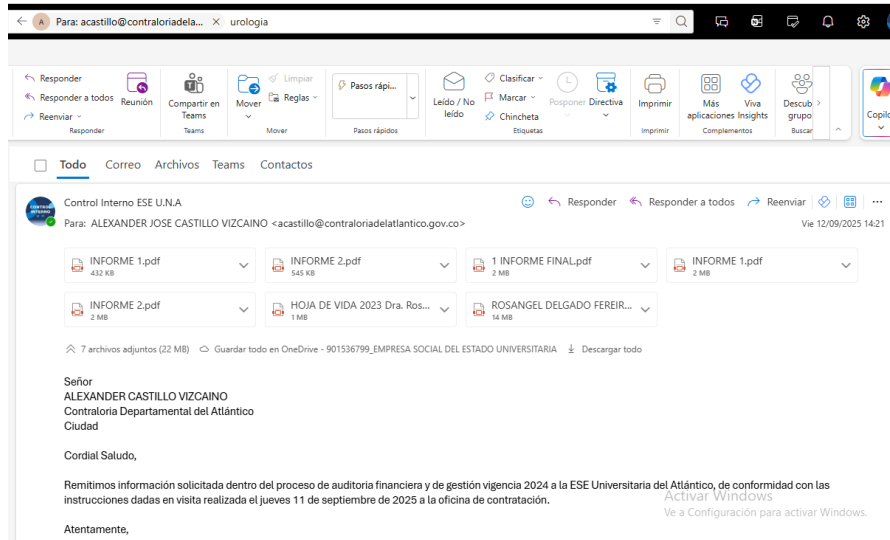 A Para: acastillo@contraloriadela... × urologia
Responder
Responder a todos
Reenviar
Responder
Reunión
Compartir en Teams
Teams
Mover
Limpiar
Reglas
Mover
Pasos rápi...
Pasos rápidos
Leído / No leído
Clasificar
Marcar
Chincheta
Posponer
Directiva
Etiquetas
Imprimir
Imprimir
Más aplicaciones
Viva Insights
Complementos
Descub grupo
Buscar
Copilo
Todo Correo Archivos Teams Contactos
CONTROL INTERNO
Control Interno ESE U.N.A
Responder Responder a todos Reenviar
Para: ALEXANDER JOSE CASTILLO VIZCAINO <acastillo@contraloriadelatlantico.gov.co>
Vie 12/09/2025 14:21
INFORME 1.pdf
432 KB
INFORME 2.pdf
545 KB
1 INFORME FINAL.pdf
2 MB
INFORME 1.pdf
2 MB
INFORME 2.pdf
2 MB
HOJA DE VIDA 2023 Dra. Ros...
1 MB
ROSANGEL DELGADO FEREIR...
14 MB
7 archivos adjuntos (22 MB) Guardar todo en OneDrive - 901536799_EMPRESA SOCIAL DEL ESTADO UNIVERSITARIA Descargar todo
Señor
ALEXANDER CASTILLO VIZCAINO
Contraloria Departamental del Atlántico
Ciudad
Cordial Saludo,
Remitimos información solicitada dentro del proceso de auditoria financiera y de gestión vigencia 2024 a la ESE Universitaria del Atlántico, de conformidad con las
instrucciones dadas en visita realizada el jueves 11 de septiembre de 2025 a la oficina de contratación.
Activar Windows
Ve a Configuración para activar Windows.
Atentamente,